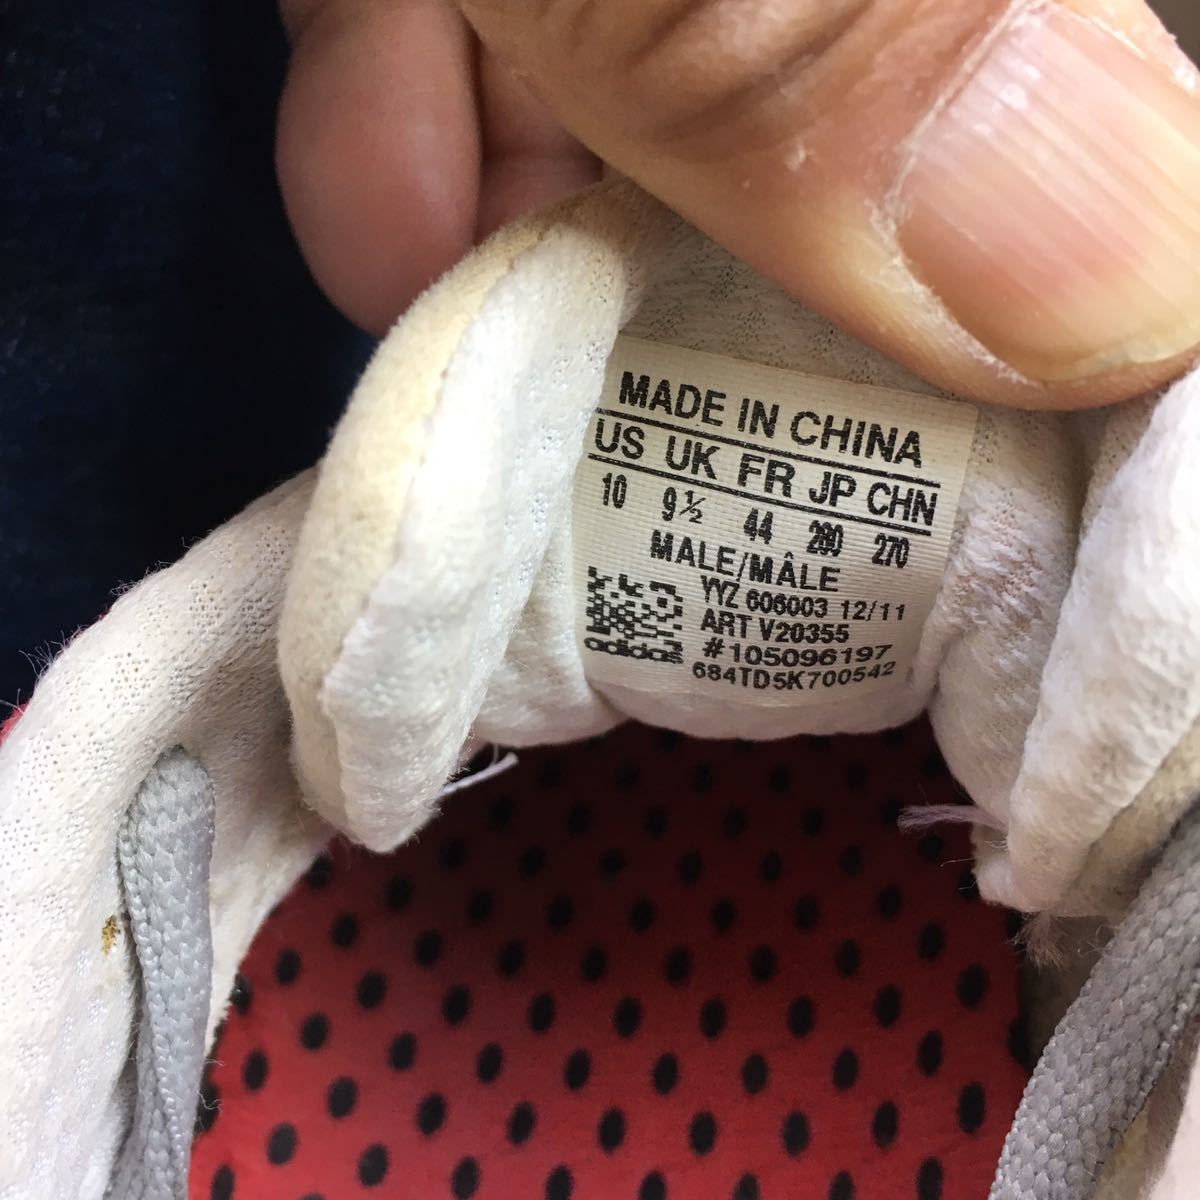 MADE IN CHINA
US UK FR JP CHN
10 9½ 44 280 270
MALE/MÂLE
YYZ 606003 12/11
ART V20355
#105096197
684TD5K700542
adidas